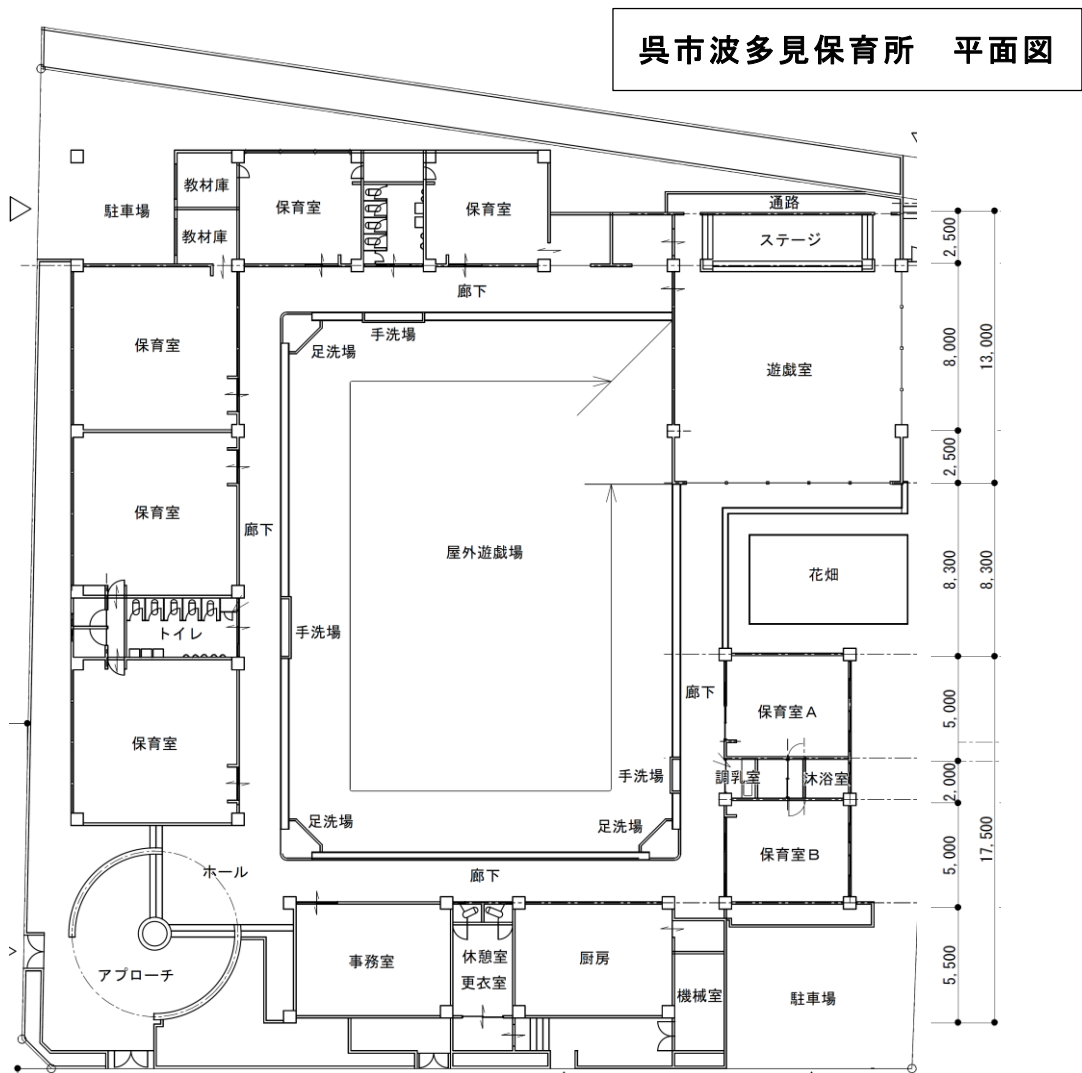 呉市波多見保育所　平面図
教材庫
駐車場
教材庫
保育室
保育室
通路
ステージ
2,500
廊下
手洗場
足洗場
保育室
遊戯室
8,000
13,000
2,500
保育室
廊下
屋外遊戯場
花畑
8,300
8,300
トイレ
手洗場
廊下
保育室A
5,000
保育室
手洗場
調乳室
沐浴室
2,000
足洗場
足洗場
保育室B
5,000
17,500
ホール
廊下
アプローチ
事務室
休憩室
更衣室
厨房
機械室
駐車場
5,500